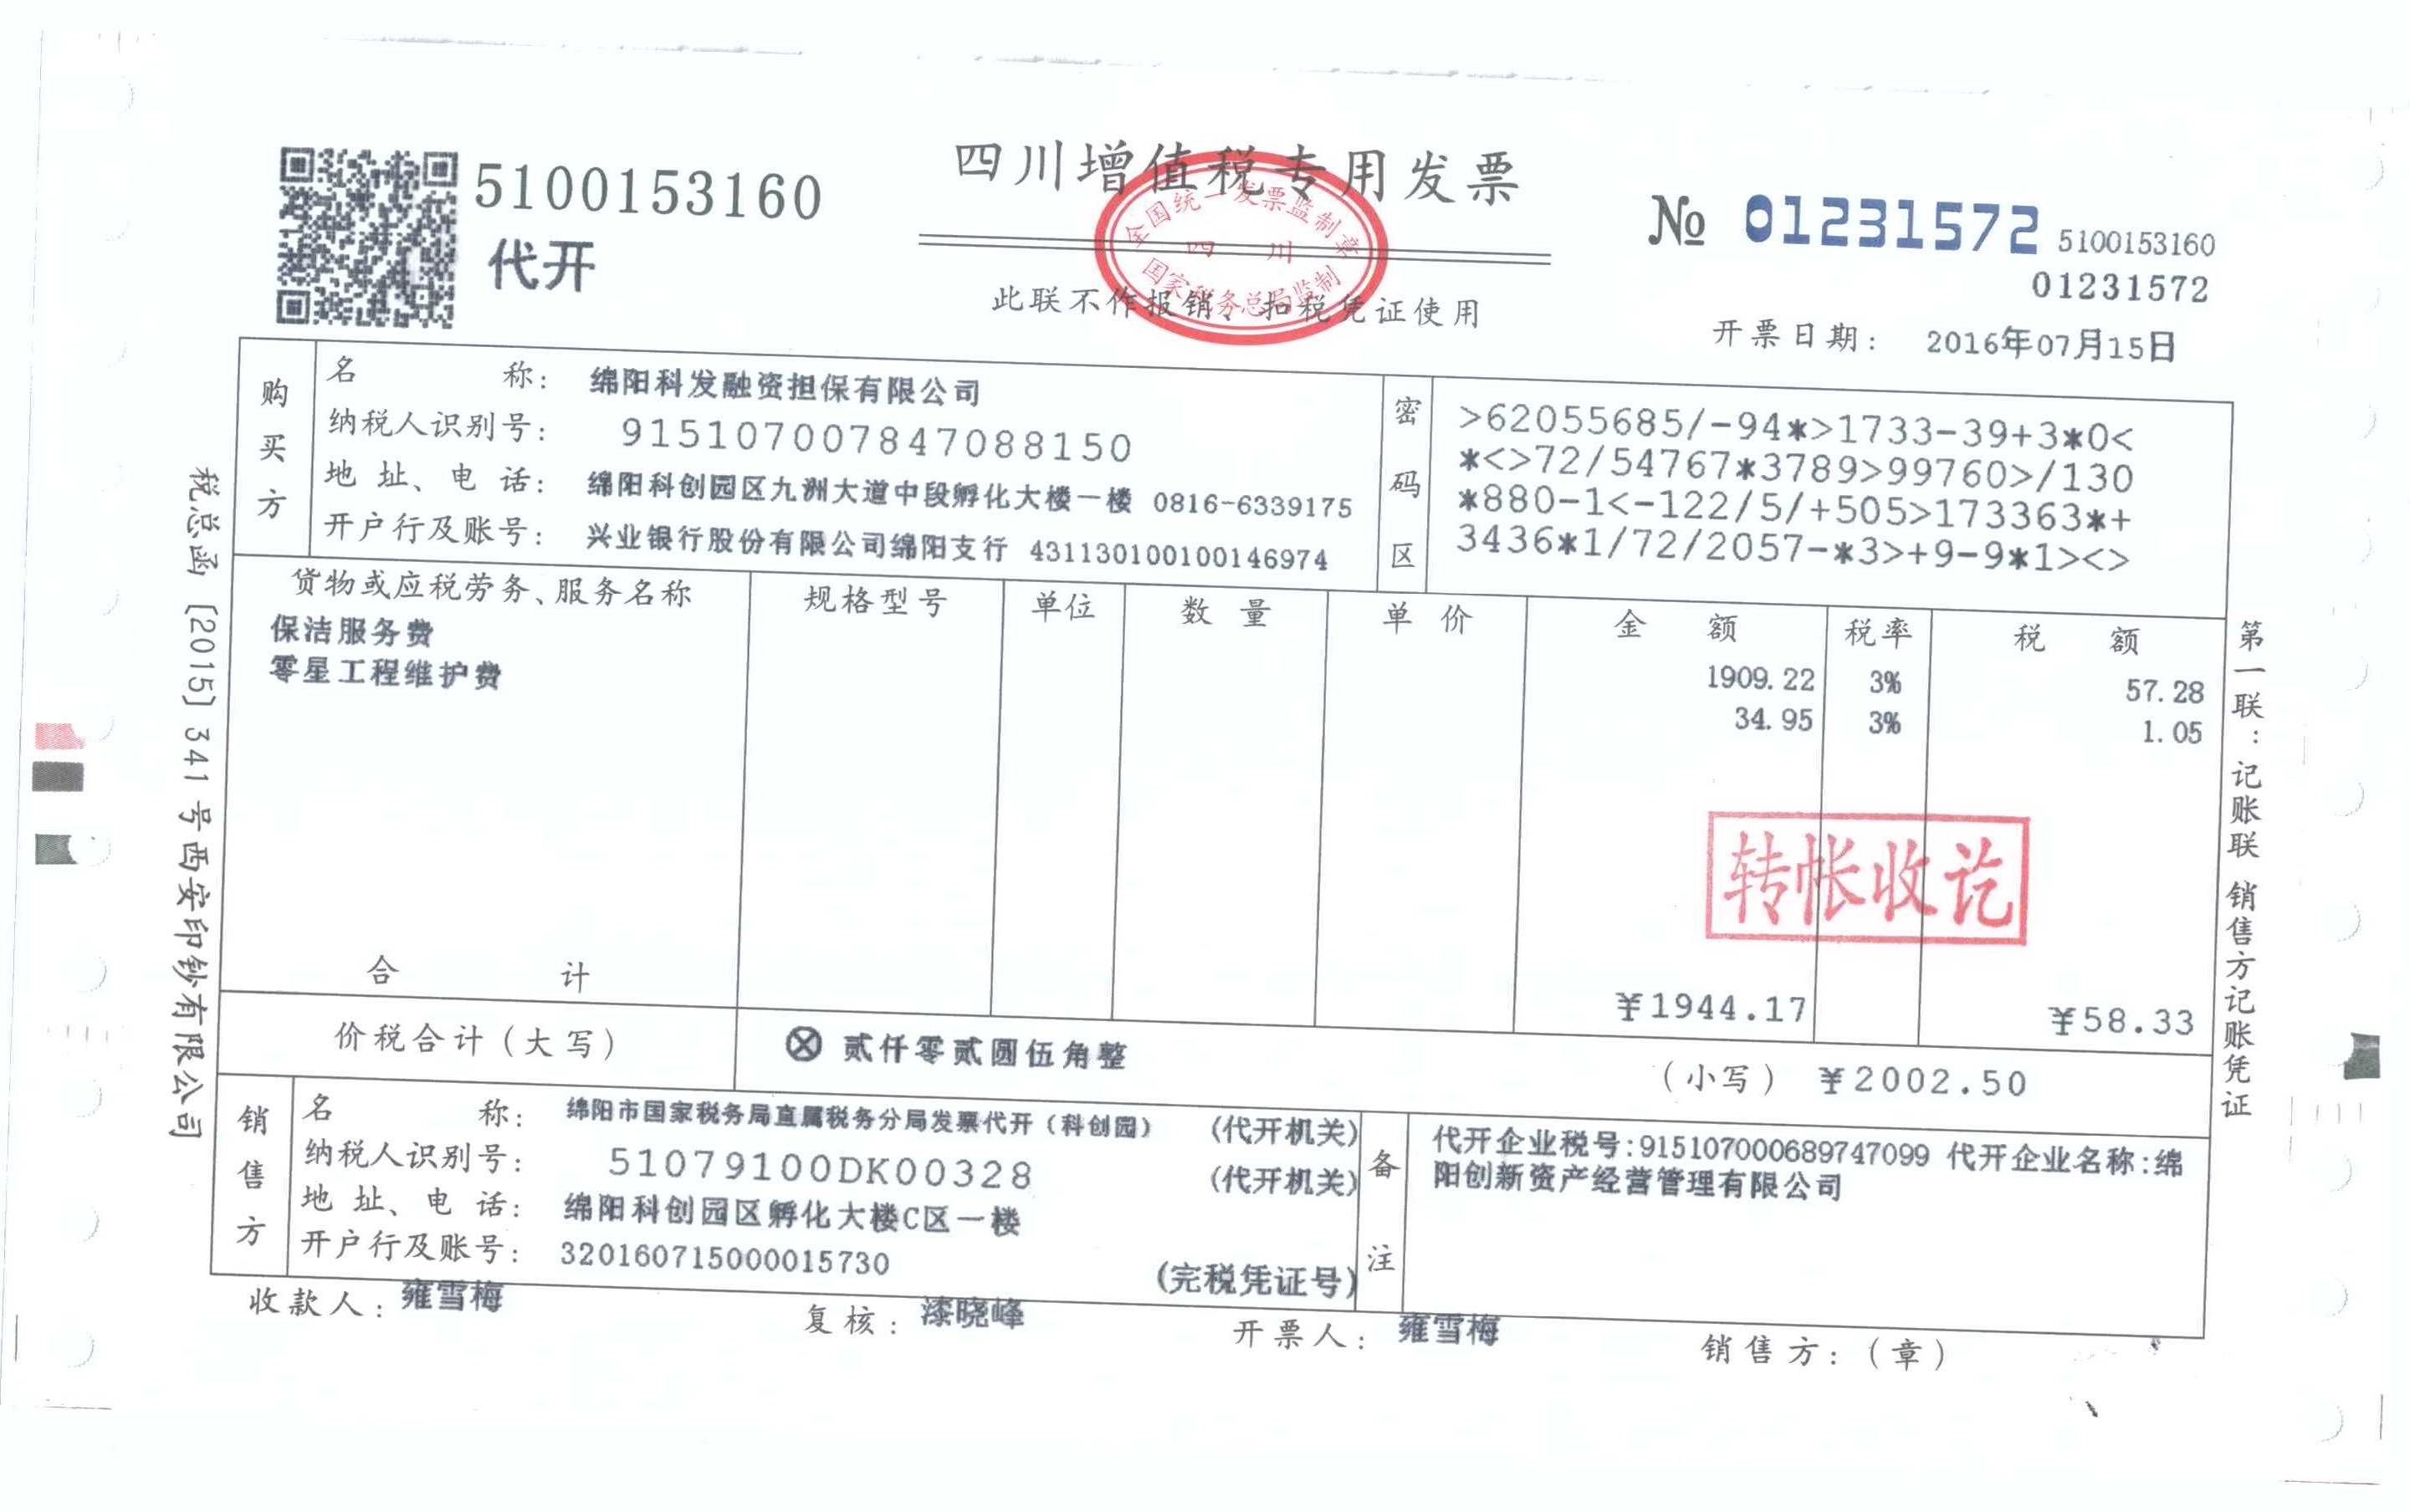 5100153160
代开
四川增值税专用发票
全国统一发票监制章
四 川
国家税务总局监制
此联不作报销、扣税凭证使用
№ 01231572 5100153160
01231572
开票日期： 2016年07月15日
购买方
名 称： 绵阳科发融资担保有限公司
纳税人识别号： 915107007847088150
地 址、电 话： 绵阳科创园区九洲大道中段孵化大楼一楼 0816-6339175
开户行及账号： 兴业银行股份有限公司绵阳支行 431130100100146974
密码区
>62055685/-94*>1733-39+3*0<
*<>72/54767*3789>99760>/130
*880-1<-122/5/+505>173363*+
3436*1/72/2057-*3>+9-9*1><>
货物或应税劳务、服务名称 规格型号 单位 数 量 单 价 金 额 税率 税 额
保洁服务费 1909.22 3% 57.28
零星工程维护费 34.95 3% 1.05
转帐收讫
合 计 ¥1944.17 ¥58.33
价税合计（大写） ⊗ 贰仟零贰圆伍角整 （小写） ¥2002.50
销售方
名 称： 绵阳市国家税务局直属税务分局发票代开（科创园） (代开机关)
纳税人识别号： 51079100DK00328 (代开机关)
地 址、电 话： 绵阳科创园区孵化大楼C区一楼
开户行及账号： 320160715000015730 (完税凭证号)
备注
代开企业税号:915107000689747099 代开企业名称:绵
阳创新资产经营管理有限公司
收款人： 雍雪梅 复核： 漆晓峰 开票人： 雍雪梅 销售方：（章）
税总函［2015］341号西安印钞有限公司
第一联：记账联 销售方记账凭证